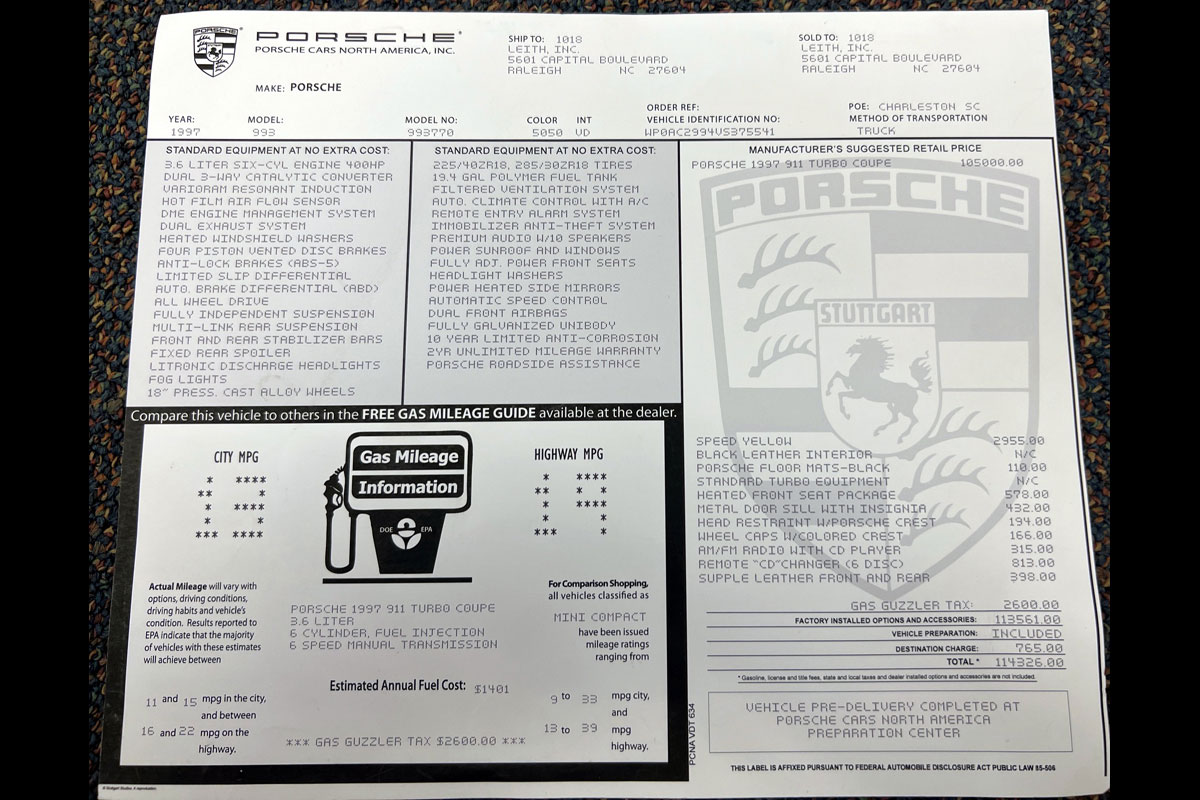 PORSCHE
PORSCHE
PORSCHE CARS NORTH AMERICA, INC.
MAKE: PORSCHE
SHIP TO: 1018
LEITH, INC.
5601 CAPITAL BOULEVARD
RALEIGH NC 27604
SOLD TO: 1018
LEITH, INC.
5601 CAPITAL BOULEVARD
RALEIGH NC 27604
YEAR: MODEL: MODEL NO: COLOR INT
1997 993 993770 5050 VD
ORDER REF:
VEHICLE IDENTIFICATION NO:
WP0AC2994VS375541
POE: CHARLESTON SC
METHOD OF TRANSPORTATION
TRUCK
STANDARD EQUIPMENT AT NO EXTRA COST:
3.6 LITER SIX-CYL ENGINE 400HP
DUAL 3-WAY CATALYTIC CONVERTER
VARIORAM RESONANT INDUCTION
HOT FILM AIR FLOW SENSOR
DME ENGINE MANAGEMENT SYSTEM
DUAL EXHAUST SYSTEM
HEATED WINDSHIELD WASHERS
FOUR PISTON VENTED DISC BRAKES
ANTI-LOCK BRAKES (ABS-5)
LIMITED SLIP DIFFERENTIAL
AUTO. BRAKE DIFFERENTIAL (ABD)
ALL WHEEL DRIVE
FULLY INDEPENDENT SUSPENSION
MULTI-LINK REAR SUSPENSION
FRONT AND REAR STABILIZER BARS
FIXED REAR SPOILER
LITRONIC DISCHARGE HEADLIGHTS
FOG LIGHTS
18" PRESS. CAST ALLOY WHEELS
STANDARD EQUIPMENT AT NO EXTRA COST:
225/40ZR18, 285/30ZR18 TIRES
19.4 GAL POLYMER FUEL TANK
FILTERED VENTILATION SYSTEM
AUTO. CLIMATE CONTROL WITH A/C
REMOTE ENTRY ALARM SYSTEM
IMMOBILIZER ANTI-THEFT SYSTEM
PREMIUM AUDIO W/10 SPEAKERS
POWER SUNROOF AND WINDOWS
FULLY ADJ. POWER FRONT SEATS
HEADLIGHT WASHERS
POWER HEATED SIDE MIRRORS
AUTOMATIC SPEED CONTROL
DUAL FRONT AIRBAGS
FULLY GALVANIZED UNIBODY
10 YEAR LIMITED ANTI-CORROSION
2YR UNLIMITED MILEAGE WARRANTY
PORSCHE ROADSIDE ASSISTANCE
MANUFACTURER'S SUGGESTED RETAIL PRICE
PORSCHE 1997 911 TURBO COUPE 105000.00
PORSCHE
STUTTGART
SPEED YELLOW 2955.00
BLACK LEATHER INTERIOR N/C
PORSCHE FLOOR MATS-BLACK 110.00
STANDARD TURBO EQUIPMENT N/C
HEATED FRONT SEAT PACKAGE 578.00
METAL DOOR SILL WITH INSIGNIA 432.00
HEAD RESTRAINT W/PORSCHE CREST 194.00
WHEEL CAPS W/COLORED CREST 166.00
AM/FM RADIO WITH CD PLAYER 315.00
REMOTE "CD"CHANGER (6 DISC) 813.00
SUPPLE LEATHER FRONT AND REAR 398.00
GAS GUZZLER TAX: 2600.00
FACTORY INSTALLED OPTIONS AND ACCESSORIES: 113561.00
VEHICLE PREPARATION: INCLUDED
DESTINATION CHARGE: 765.00
TOTAL * 114326.00
* Gasoline, license and title fees, state and local taxes and dealer installed options and accessories are not included.
VEHICLE PRE-DELIVERY COMPLETED AT
PORSCHE CARS NORTH AMERICA
PREPARATION CENTER
THIS LABEL IS AFFIXED PURSUANT TO FEDERAL AUTOMOBILE DISCLOSURE ACT PUBLIC LAW 85-506
PCNA VDT 634
Compare this vehicle to others in the FREE GAS MILEAGE GUIDE available at the dealer.
CITY MPG
13
Gas Mileage
Information
DOE EPA
HIGHWAY MPG
19
Actual Mileage will vary with
options, driving conditions,
driving habits and vehicle's
condition. Results reported to
EPA indicate that the majority
of vehicles with these estimates
will achieve between
11 and 15 mpg in the city,
and between
16 and 22 mpg on the
highway.
PORSCHE 1997 911 TURBO COUPE
3.6 LITER
6 CYLINDER, FUEL INJECTION
6 SPEED MANUAL TRANSMISSION
Estimated Annual Fuel Cost: $1401
*** GAS GUZZLER TAX $2600.00 ***
For Comparison Shopping,
all vehicles classified as
MINI COMPACT
have been issued
mileage ratings
ranging from
9 to 33 mpg city,
and
13 to 39 mpg
highway.